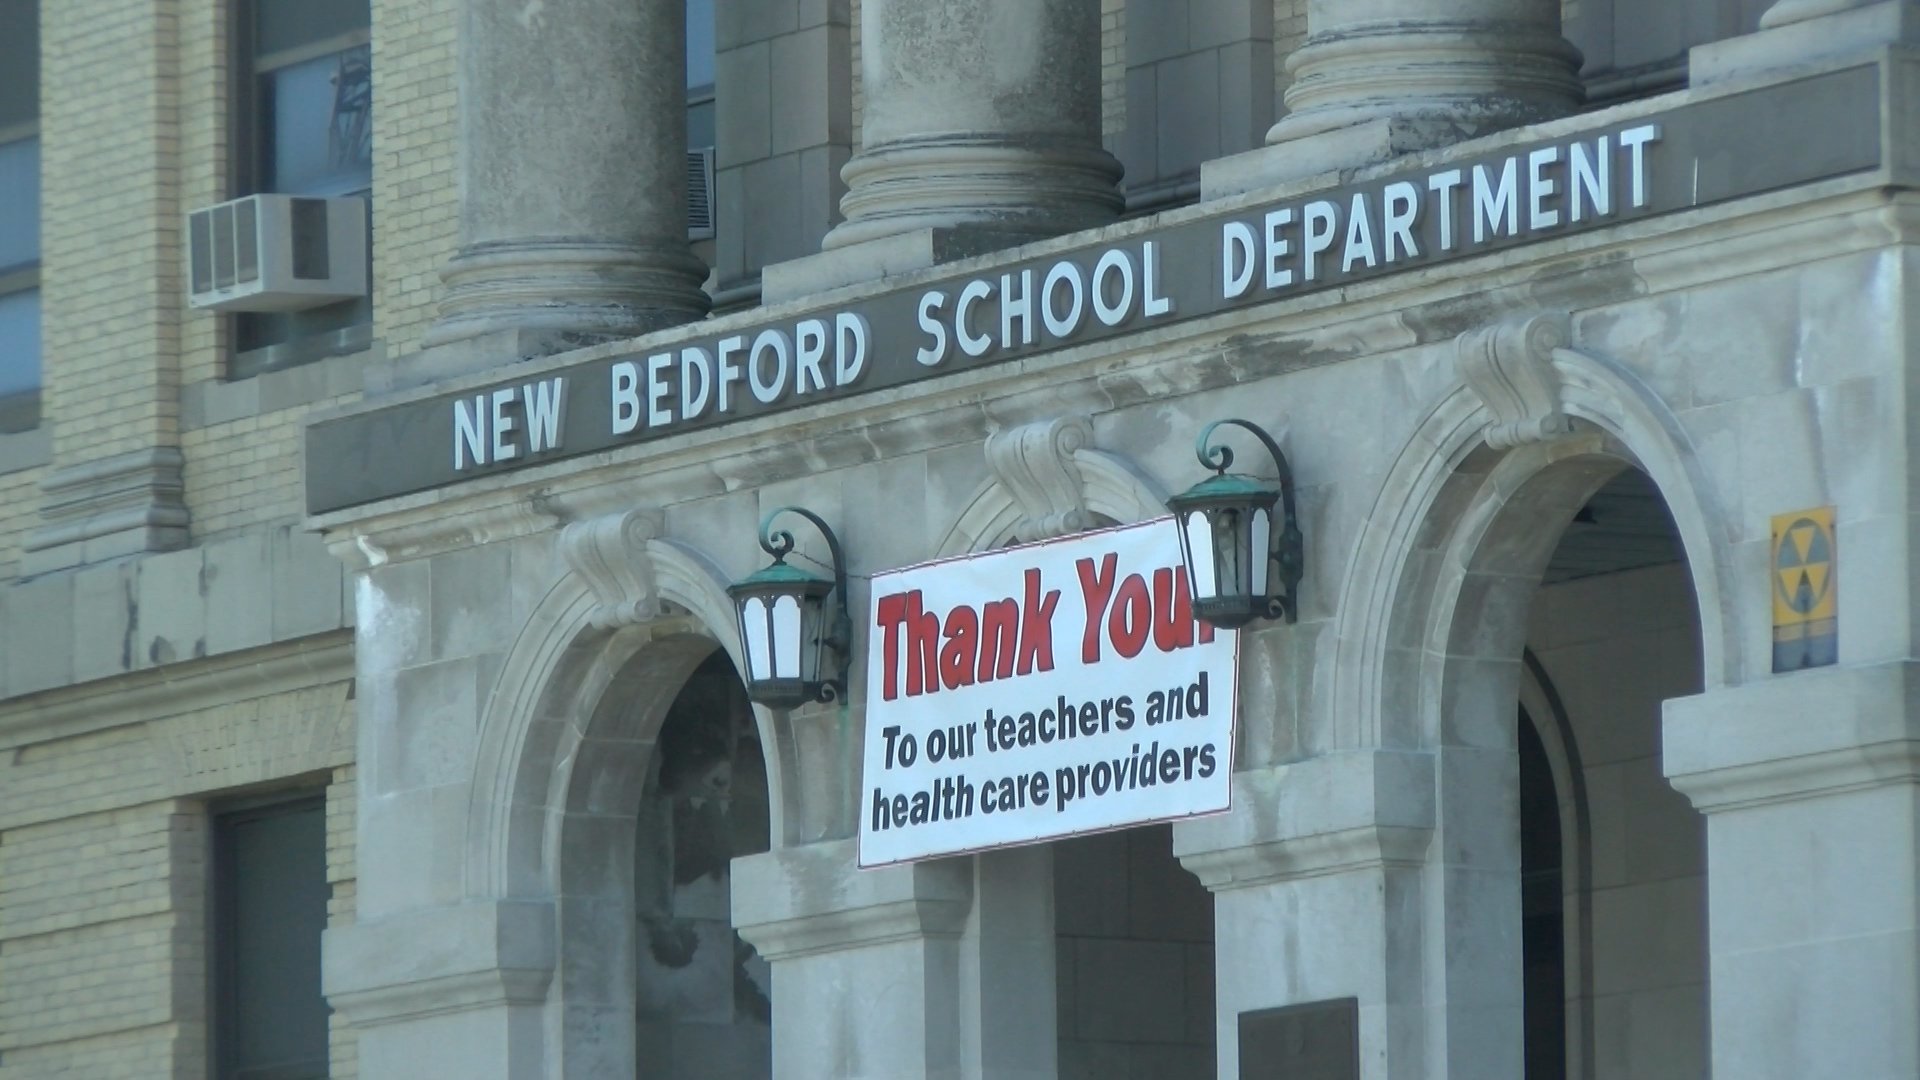 NEW BEDFORD SCHOOL DEPARTMENT
Thank You!
To our teachers and
health care providers